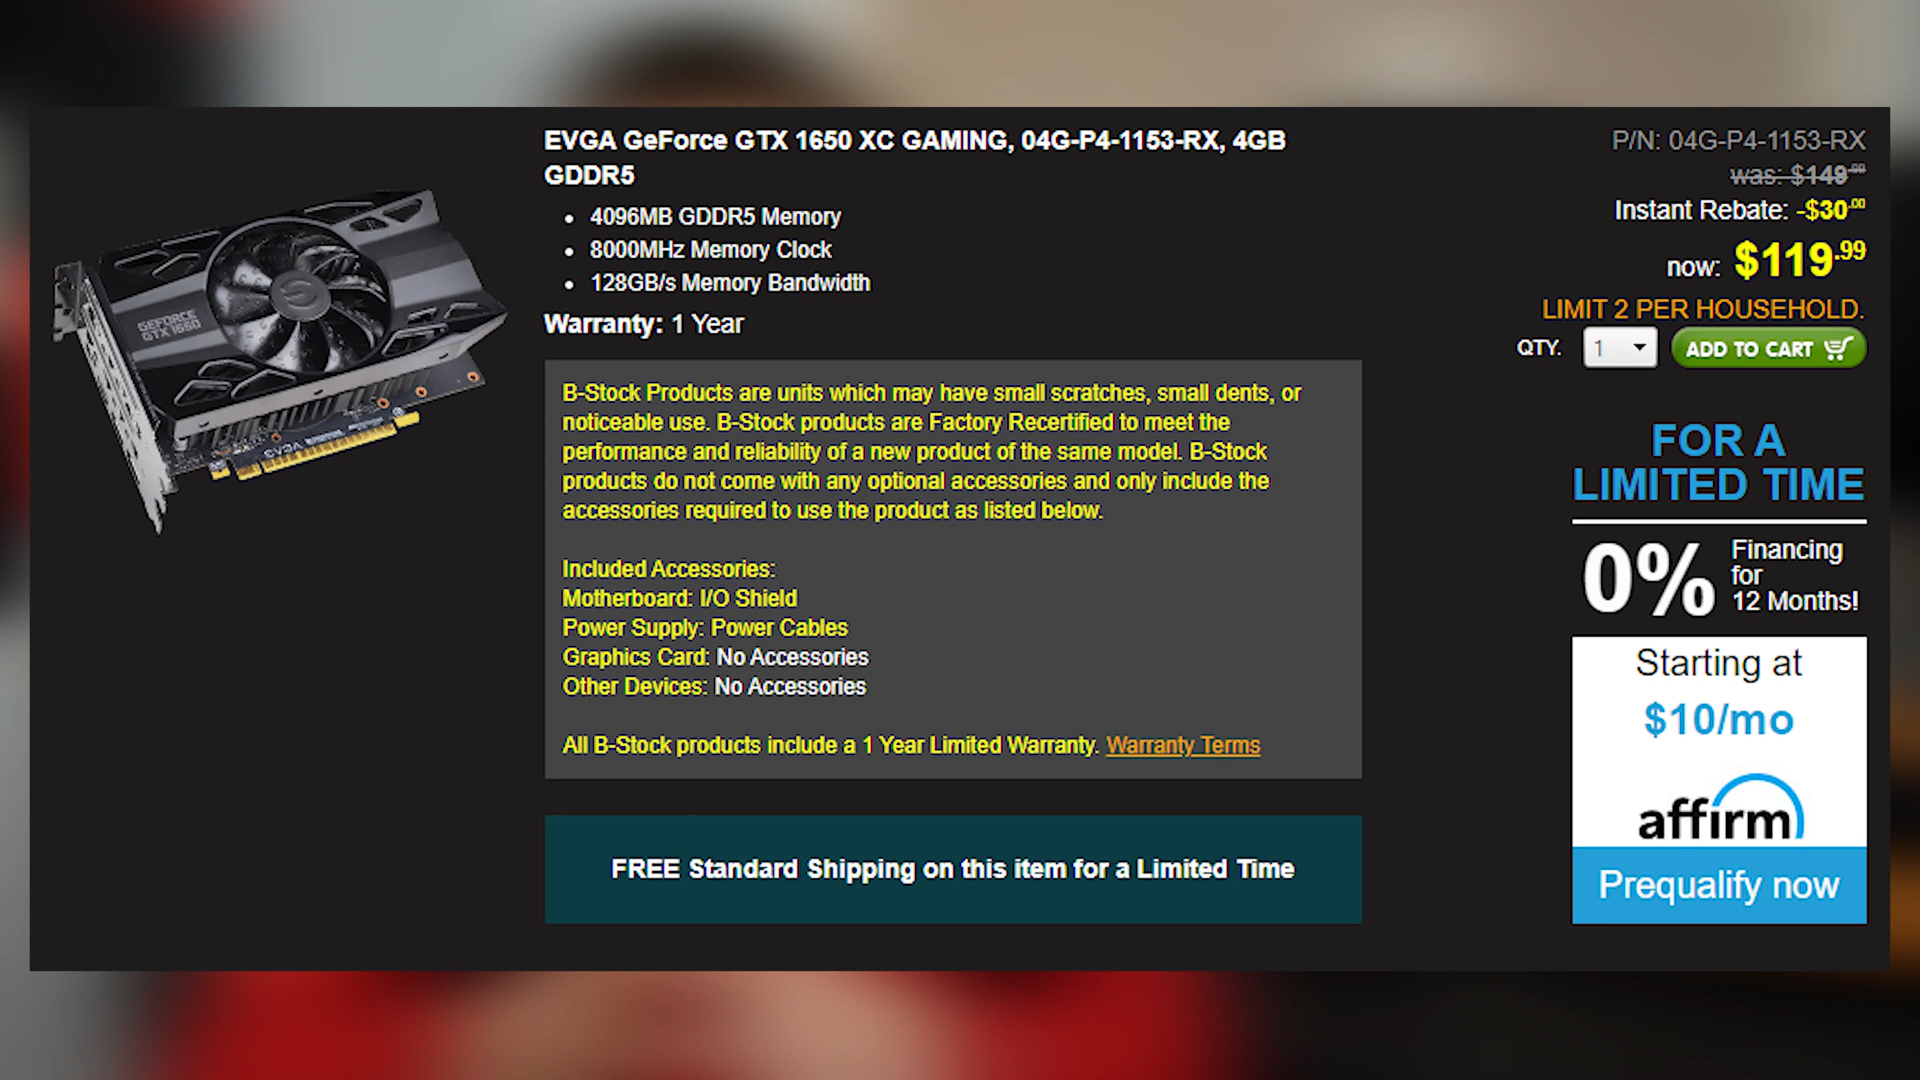 EVGA GeForce GTX 1650 XC GAMING, 04G-P4-1153-RX, 4GB
GDDR5
• 4096MB GDDR5 Memory
• 8000MHz Memory Clock
• 128GB/s Memory Bandwidth
Warranty: 1 Year
GEFORCE
GTX 1650
EVGA
B-Stock Products are units which may have small scratches, small dents, or
noticeable use. B-Stock products are Factory Recertified to meet the
performance and reliability of a new product of the same model. B-Stock
products do not come with any optional accessories and only include the
accessories required to use the product as listed below.
Included Accessories:
Motherboard: I/O Shield
Power Supply: Power Cables
Graphics Card: No Accessories
Other Devices: No Accessories
All B-Stock products include a 1 Year Limited Warranty. Warranty Terms
FREE Standard Shipping on this item for a Limited Time
P/N: 04G-P4-1153-RX
was: $149.99
Instant Rebate: -$30.00
now: $119.99
LIMIT 2 PER HOUSEHOLD.
QTY. 1 ADD TO CART
FOR A
LIMITED TIME
0% Financing
for
12 Months!
Starting at
$10/mo
affirm
Prequalify now